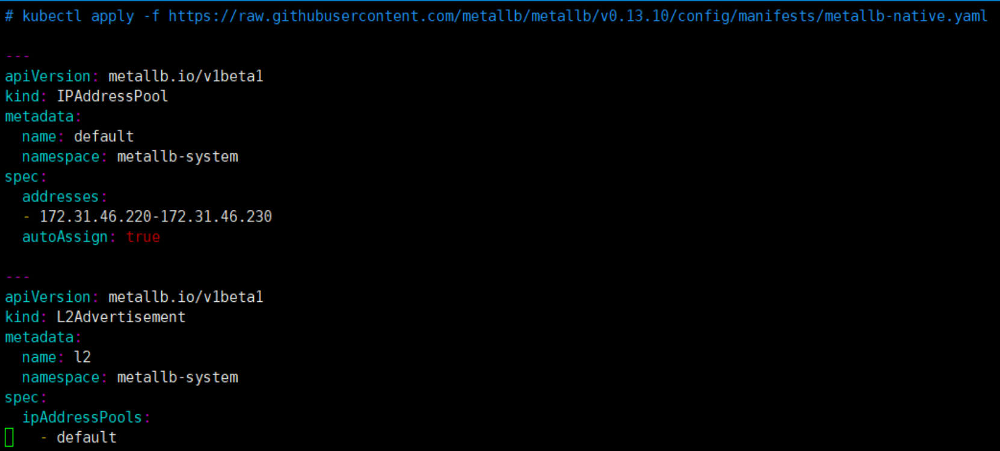 # kubectl apply -f https://raw.githubusercontent.com/metallb/metallb/v0.13.10/config/manifests/metallb-native.yaml
---
apiVersion: metallb.io/v1beta1
kind: IPAddressPool
metadata:
  name: default
  namespace: metallb-system
spec:
  addresses:
  - 172.31.46.220-172.31.46.230
  autoAssign: true
---
apiVersion: metallb.io/v1beta1
kind: L2Advertisement
metadata:
  name: l2
  namespace: metallb-system
spec:
  ipAddressPools:
    - default